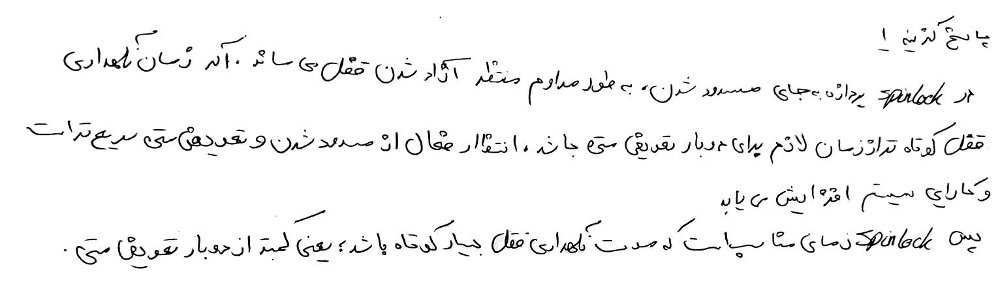 پاسخ گزینه ۱
در spinlock پردازه به جای مسدود شدن، به طور مداوم منتظر آزاد شدن قفل می ماند. اگر زمان نگهداری
قفل کوتاه تر از زمان لازم برای دوبار تعویض متن باشد، انتظار فعال از مسدود شدن و تعویض متن سریع تر است
و کارایی سیستم افزایش می یابد
پس spinlock زمانی مناسب است که مدت نگهداری قفل بسیار کوتاه باشد؛ یعنی کمتر از دوبار تعویض متن.